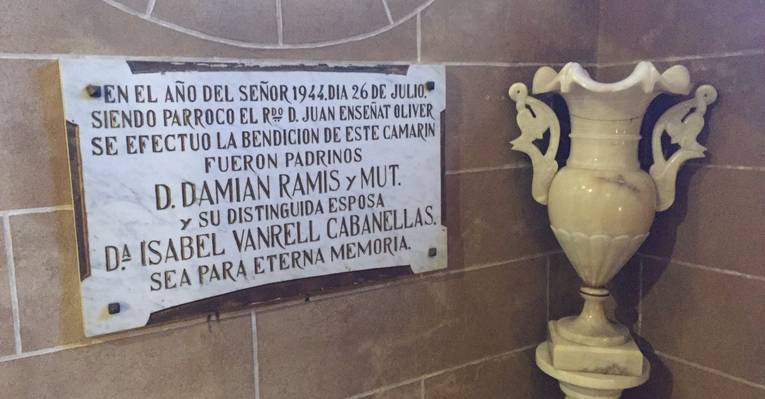 EN EL AÑO DEL SEÑOR 1944. DIA 26 DE JULIO.
SIENDO PARROCO EL RDO D. JUAN ENSEÑAT OLIVER
SE EFECTUO LA BENDICION DE ESTE CAMARIN
FUERON PADRINOS
D. DAMIAN RAMIS y MUT.
y SU DISTINGUIDA ESPOSA
Dª ISABEL VANRELL CABANELLAS.
SEA PARA ETERNA MEMORIA.